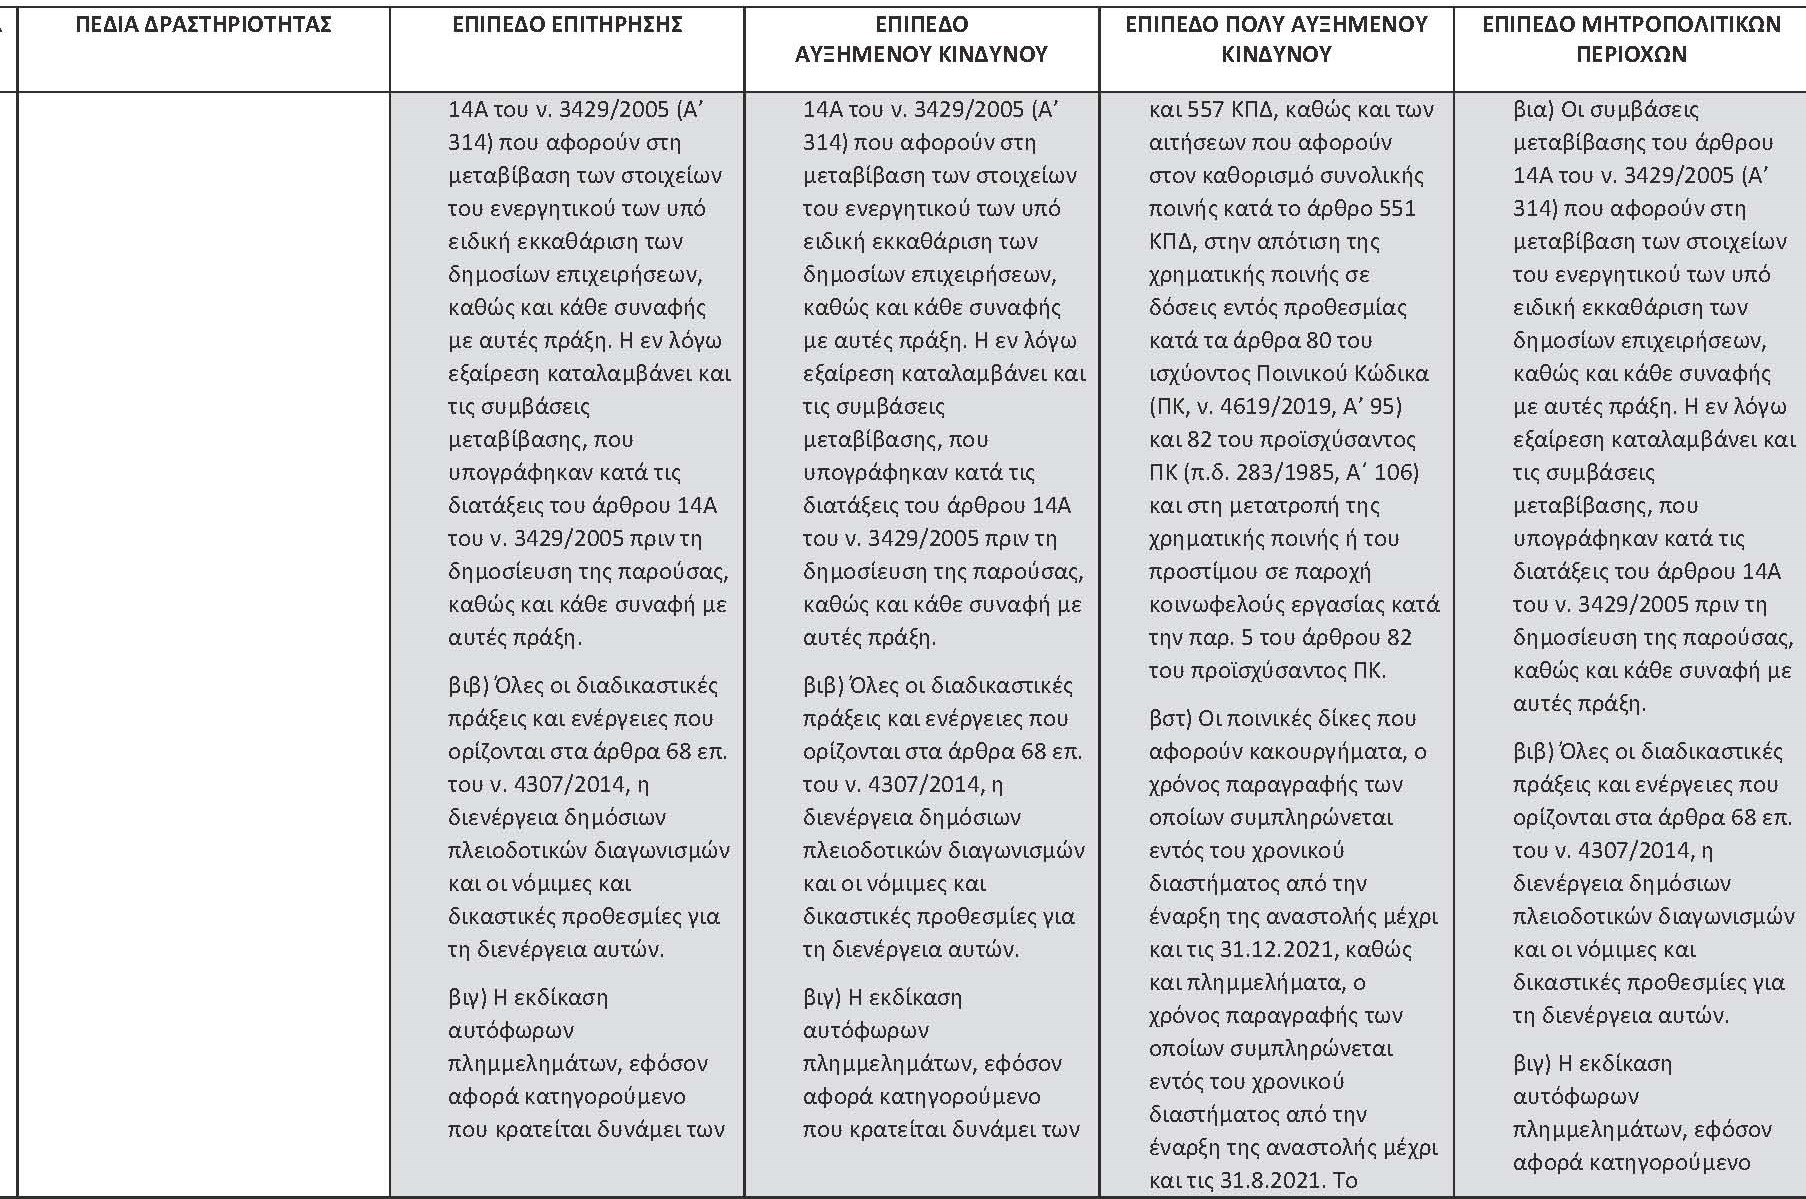 ΠΕΔΙΑ ΔΡΑΣΤΗΡΙΟΤΗΤΑΣ
ΕΠΙΠΕΔΟ ΕΠΙΤΗΡΗΣΗΣ
ΕΠΙΠΕΔΟ
ΑΥΞΗΜΕΝΟΥ ΚΙΝΔΥΝΟΥ
ΕΠΙΠΕΔΟ ΠΟΛΥ ΑΥΞΗΜΕΝΟΥ
ΚΙΝΔΥΝΟΥ
ΕΠΙΠΕΔΟ ΜΗΤΡΟΠΟΛΙΤΙΚΩΝ
ΠΕΡΙΟΧΩΝ
14Α του ν. 3429/2005 (Α’
314) που αφορούν στη
μεταβίβαση των στοιχείων
του ενεργητικού των υπό
ειδική εκκαθάριση των
δημοσίων επιχειρήσεων,
καθώς και κάθε συναφής
με αυτές πράξη. Η εν λόγω
εξαίρεση καταλαμβάνει και
τις συμβάσεις
μεταβίβασης, που
υπογράφηκαν κατά τις
διατάξεις του άρθρου 14Α
του ν. 3429/2005 πριν τη
δημοσίευση της παρούσας,
καθώς και κάθε συναφή με
αυτές πράξη.
βιβ) Όλες οι διαδικαστικές
πράξεις και ενέργειες που
ορίζονται στα άρθρα 68 επ.
του ν. 4307/2014, η
διενέργεια δημόσιων
πλειοδοτικών διαγωνισμών
και οι νόμιμες και
δικαστικές προθεσμίες για
τη διενέργεια αυτών.
βιγ) Η εκδίκαση
αυτόφωρων
πλημμελημάτων, εφόσον
αφορά κατηγορούμενο
που κρατείται δυνάμει των
14Α του ν. 3429/2005 (Α’
314) που αφορούν στη
μεταβίβαση των στοιχείων
του ενεργητικού των υπό
ειδική εκκαθάριση των
δημοσίων επιχειρήσεων,
καθώς και κάθε συναφής
με αυτές πράξη. Η εν λόγω
εξαίρεση καταλαμβάνει και
τις συμβάσεις
μεταβίβασης, που
υπογράφηκαν κατά τις
διατάξεις του άρθρου 14Α
του ν. 3429/2005 πριν τη
δημοσίευση της παρούσας,
καθώς και κάθε συναφή με
αυτές πράξη.
βιβ) Όλες οι διαδικαστικές
πράξεις και ενέργειες που
ορίζονται στα άρθρα 68 επ.
του ν. 4307/2014, η
διενέργεια δημόσιων
πλειοδοτικών διαγωνισμών
και οι νόμιμες και
δικαστικές προθεσμίες για
τη διενέργεια αυτών.
βιγ) Η εκδίκαση
αυτόφωρων
πλημμελημάτων, εφόσον
αφορά κατηγορούμενο
που κρατείται δυνάμει των
και 557 ΚΠΔ, καθώς και των
αιτήσεων που αφορούν
στον καθορισμό συνολικής
ποινής κατά το άρθρο 551
ΚΠΔ, στην απότιση της
χρηματικής ποινής σε
δόσεις εντός προθεσμίας
κατά τα άρθρα 80 του
ισχύοντος Ποινικού Κώδικα
(ΠΚ, ν. 4619/2019, Α’ 95)
και 82 του προϊσχύσαντος
ΠΚ (π.δ. 283/1985, Α΄ 106)
και στη μετατροπή της
χρηματικής ποινής ή του
προστίμου σε παροχή
κοινωφελούς εργασίας κατά
την παρ. 5 του άρθρου 82
του προϊσχύσαντος ΠΚ.
βστ) Οι ποινικές δίκες που
αφορούν κακουργήματα, ο
χρόνος παραγραφής των
οποίων συμπληρώνεται
εντός του χρονικού
διαστήματος από την
έναρξη της αναστολής μέχρι
και τις 31.12.2021, καθώς
και πλημμελήματα, ο
χρόνος παραγραφής των
οποίων συμπληρώνεται
εντός του χρονικού
διαστήματος από την
έναρξη της αναστολής μέχρι
και τις 31.8.2021. Το
βια) Οι συμβάσεις
μεταβίβασης του άρθρου
14Α του ν. 3429/2005 (Α’
314) που αφορούν στη
μεταβίβαση των στοιχείων
του ενεργητικού των υπό
ειδική εκκαθάριση των
δημοσίων επιχειρήσεων,
καθώς και κάθε συναφής
με αυτές πράξη. Η εν λόγω
εξαίρεση καταλαμβάνει και
τις συμβάσεις
μεταβίβασης, που
υπογράφηκαν κατά τις
διατάξεις του άρθρου 14Α
του ν. 3429/2005 πριν τη
δημοσίευση της παρούσας,
καθώς και κάθε συναφή με
αυτές πράξη.
βιβ) Όλες οι διαδικαστικές
πράξεις και ενέργειες που
ορίζονται στα άρθρα 68 επ.
του ν. 4307/2014, η
διενέργεια δημόσιων
πλειοδοτικών διαγωνισμών
και οι νόμιμες και
δικαστικές προθεσμίες για
τη διενέργεια αυτών.
βιγ) Η εκδίκαση
αυτόφωρων
πλημμελημάτων, εφόσον
αφορά κατηγορούμενο